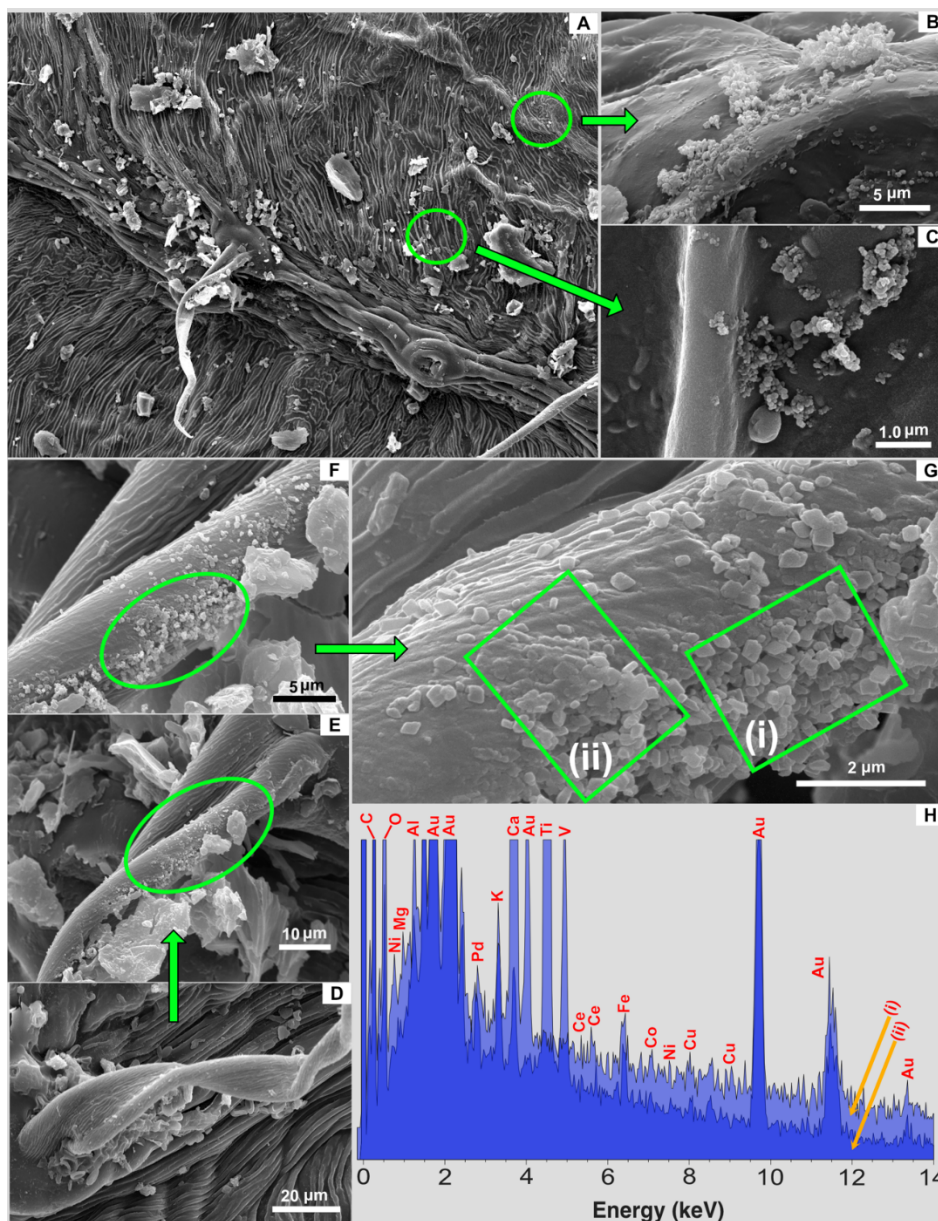 A
B
5 µm
C
1.0 µm
F
5 µm
G
(ii)
(i)
2 µm
E
10 µm
D
20 µm
H
C
O
Al
Au
Au
Ca
Au
Ti
V
Au
Ni
Mg
Pd
K
Ce
Ce
Fe
Co
Ni
Cu
Cu
Au
(i)
(ii)
Au
0 2 4 6 8 10 12 14
Energy (keV)